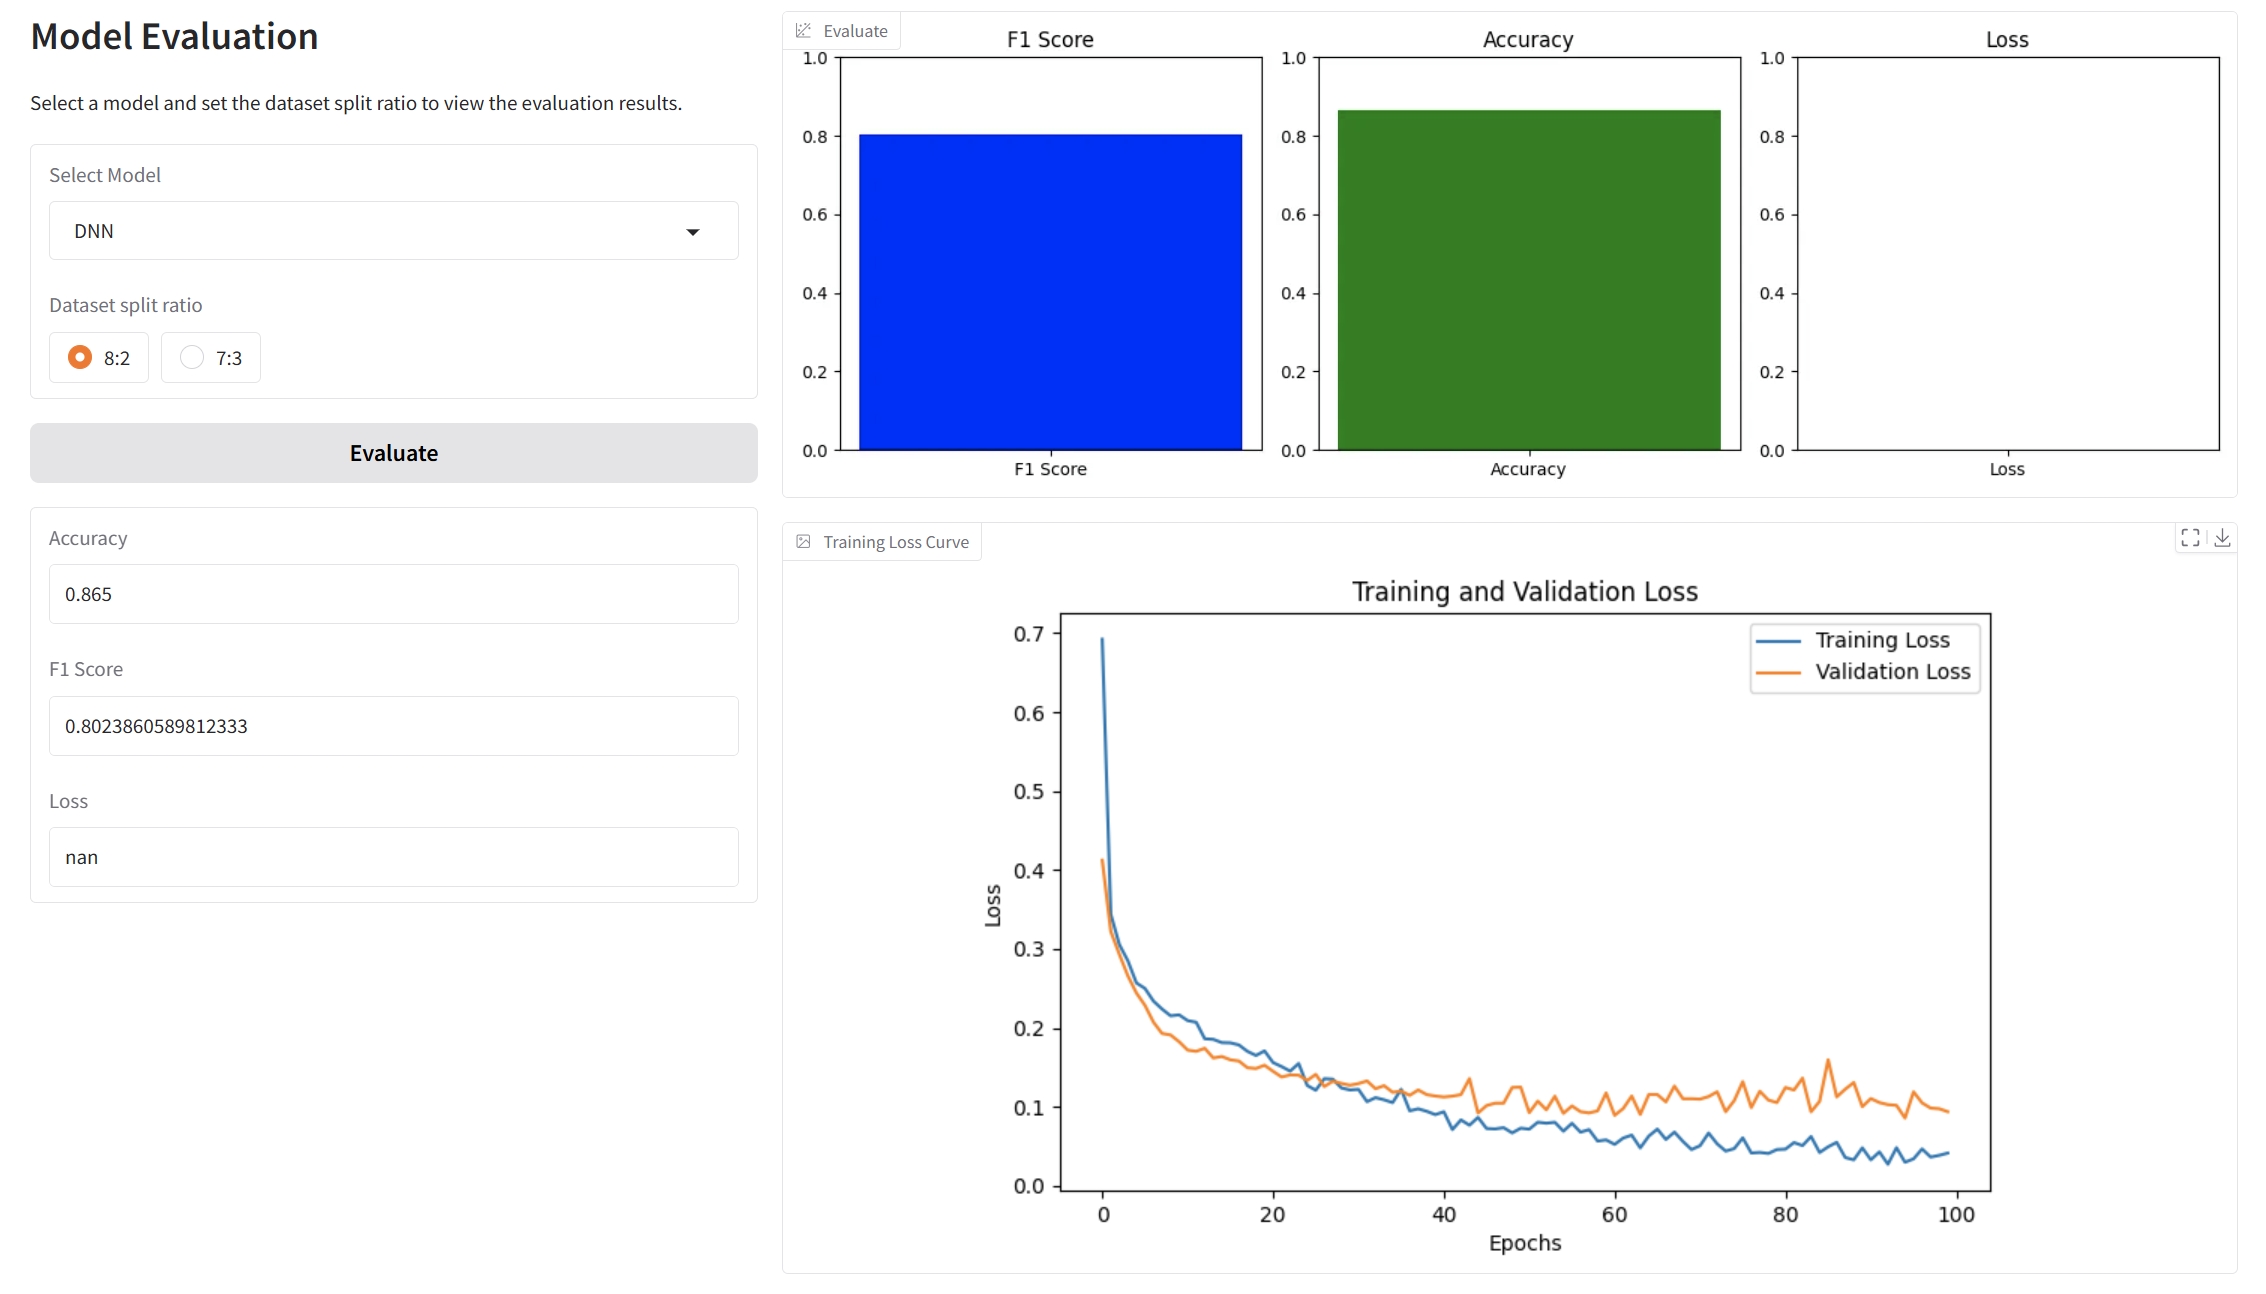 Model Evaluation
Select a model and set the dataset split ratio to view the evaluation results.
Select Model
DNN
Dataset split ratio
8:2 7:3
Evaluate
Accuracy
0.865
F1 Score
0.8023860589812333
Loss
nan
Evaluate
F1 Score
1.0
0.8
0.6
0.4
0.2
0.0
F1 Score
Accuracy
1.0
0.8
0.6
0.4
0.2
0.0
Accuracy
Loss
1.0
0.8
0.6
0.4
0.2
0.0
Loss
Training Loss Curve
Training and Validation Loss
Training Loss
Validation Loss
Loss
0.7
0.6
0.5
0.4
0.3
0.2
0.1
0.0
0 20 40 60 80 100
Epochs